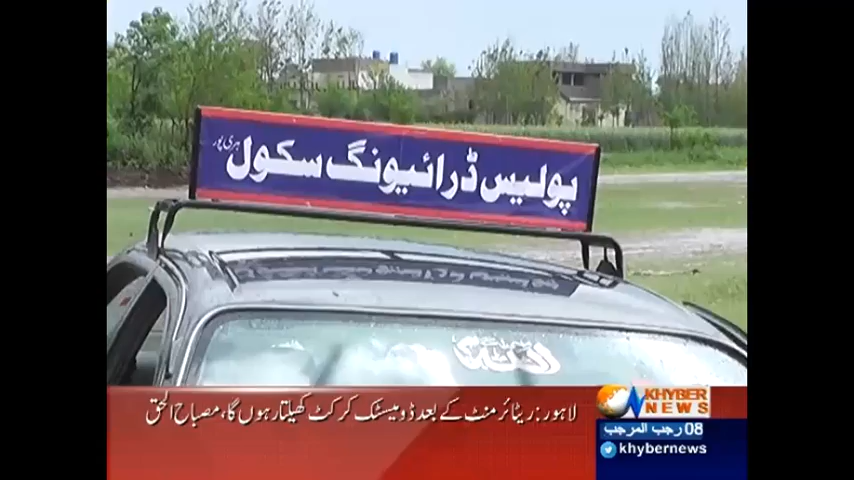 پولیس ڈرائیونگ سکول ہری پور
لاہور: ریٹائرمنٹ کے بعد ڈومیسٹک کرکٹ کھیلتا رہوں گا، مصباح الحق
KHYBER
NEWS
08 رجب المرجب
khybernews